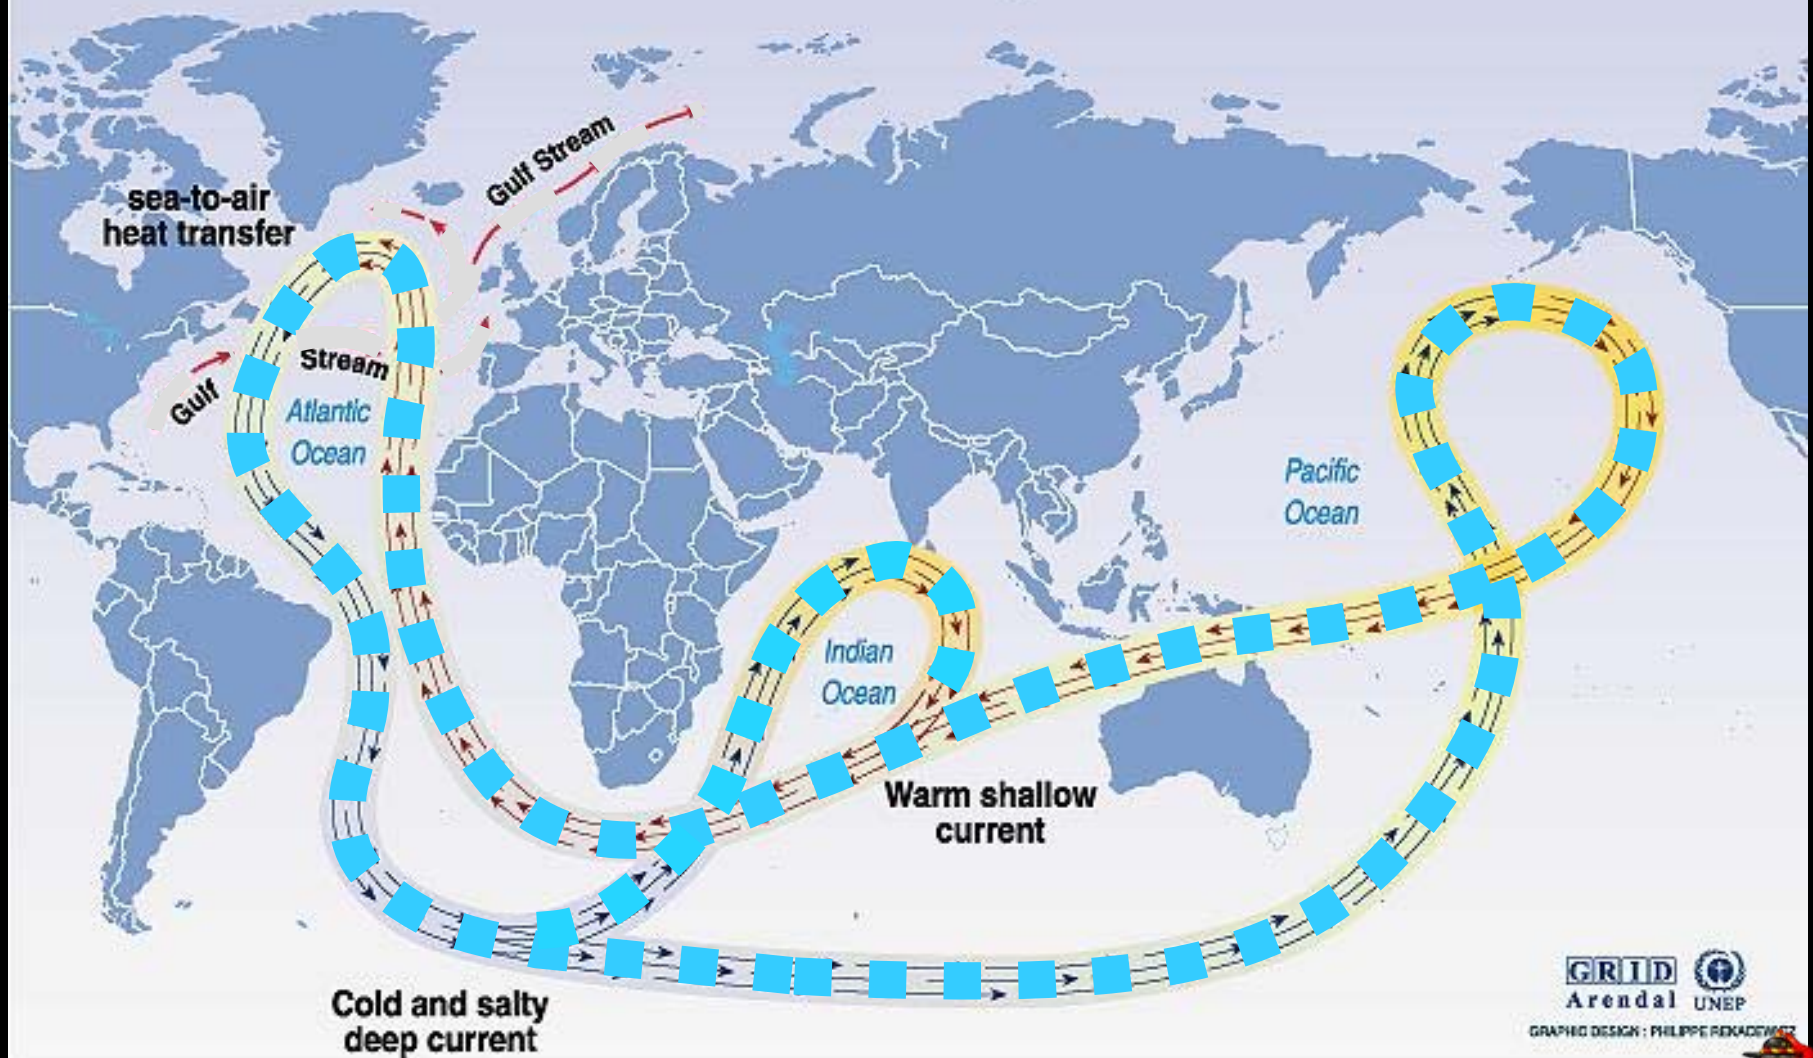 Gulf Stream
sea-to-air
heat transfer
Stream
Gulf
Atlantic
Ocean
Pacific
Ocean
Indian
Ocean
Warm shallow
current
Cold and salty
deep current
GRID
Arendal
UNEP
GRAPHIC DESIGN : PHILIPPE REKACEWICZ